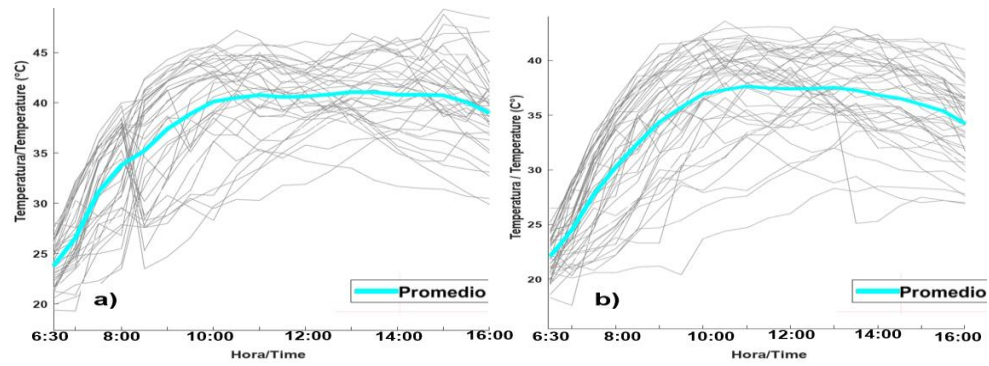 Temperatura/Temperature (°C)
45
40
35
30
25
20
a)
Promedio
6:30 8:00 10:00 12:00 14:00 16:00
Hora/Time
Temperatura / Temperature (C°)
40
35
30
25
20
b)
Promedio
6:30 8:00 10:00 12:00 14:00 16:00
Hora/Time